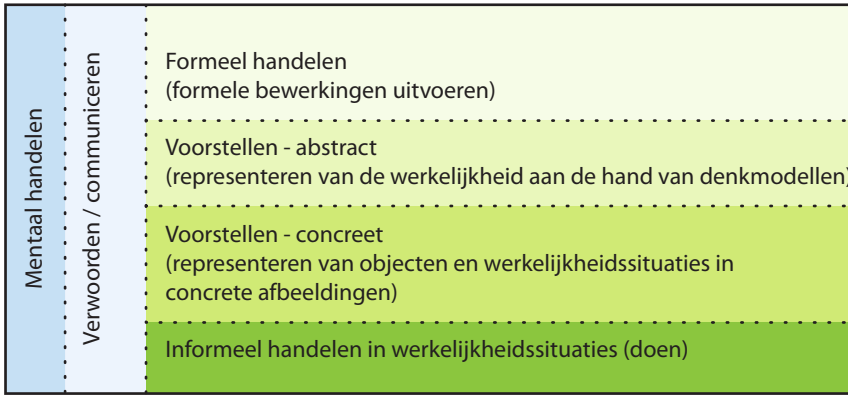 Mentaal handelen
Verwoorden / communiceren
Formeel handelen
(formele bewerkingen uitvoeren)
Voorstellen - abstract
(representeren van de werkelijkheid aan de hand van denkmodellen)
Voorstellen - concreet
(representeren van objecten en werkelijkheidssituaties in
concrete afbeeldingen)
Informeel handelen in werkelijkheidssituaties (doen)